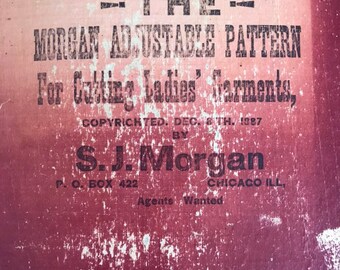 THE
MORGAN ADJUSTABLE PATTERN
For Cutting Ladies' Garments,
COPYRIGHTED. DEC. 8TH. 1887
BY
S.J. Morgan
P. O. BOX 422 CHICAGO ILL,
Agents Wanted